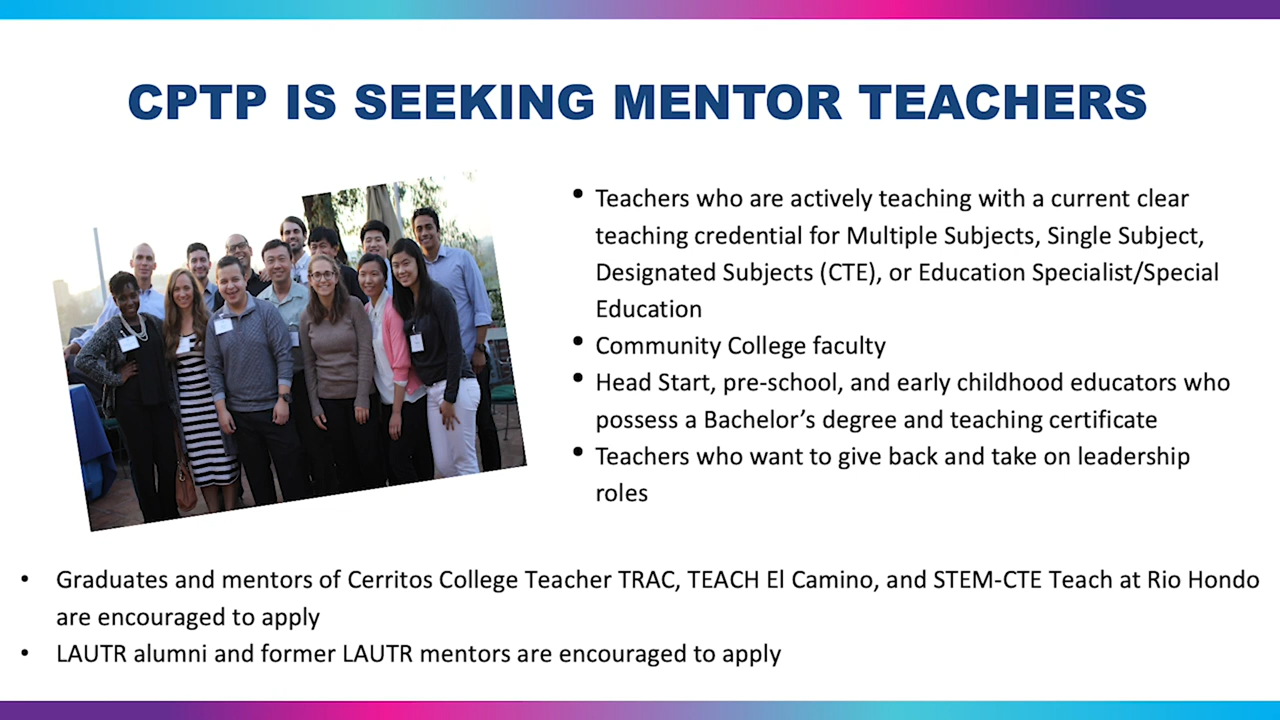 CPTP IS SEEKING MENTOR TEACHERS
• Teachers who are actively teaching with a current clear
teaching credential for Multiple Subjects, Single Subject,
Designated Subjects (CTE), or Education Specialist/Special
Education
• Community College faculty
• Head Start, pre-school, and early childhood educators who
possess a Bachelor’s degree and teaching certificate
• Teachers who want to give back and take on leadership
roles
• Graduates and mentors of Cerritos College Teacher TRAC, TEACH El Camino, and STEM-CTE Teach at Rio Hondo
are encouraged to apply
• LAUTR alumni and former LAUTR mentors are encouraged to apply